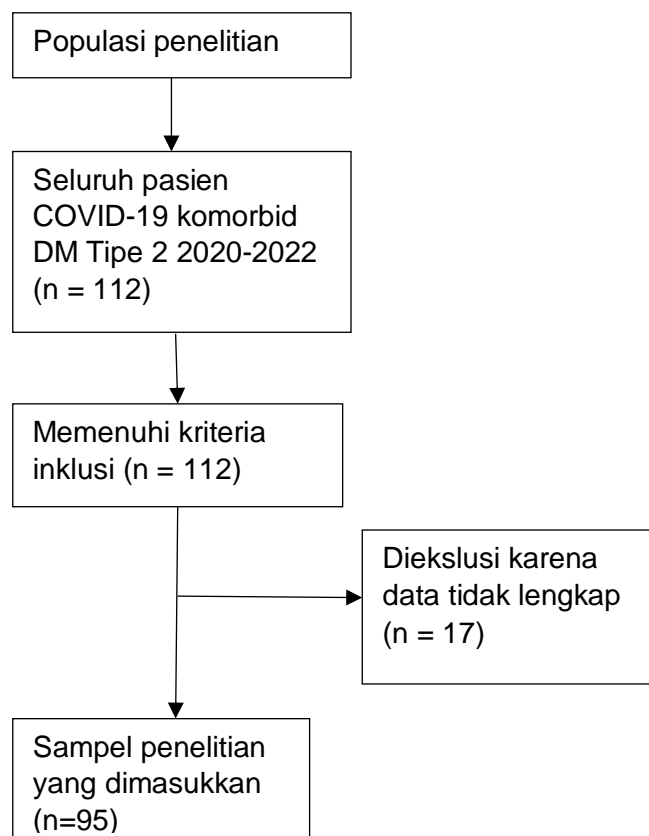 Populasi penelitian
Seluruh pasien
COVID-19 komorbid
DM Tipe 2 2020-2022
(n = 112)
Memenuhi kriteria
inklusi (n = 112)
Diekslusi karena
data tidak lengkap
(n = 17)
Sampel penelitian
yang dimasukkan
(n=95)